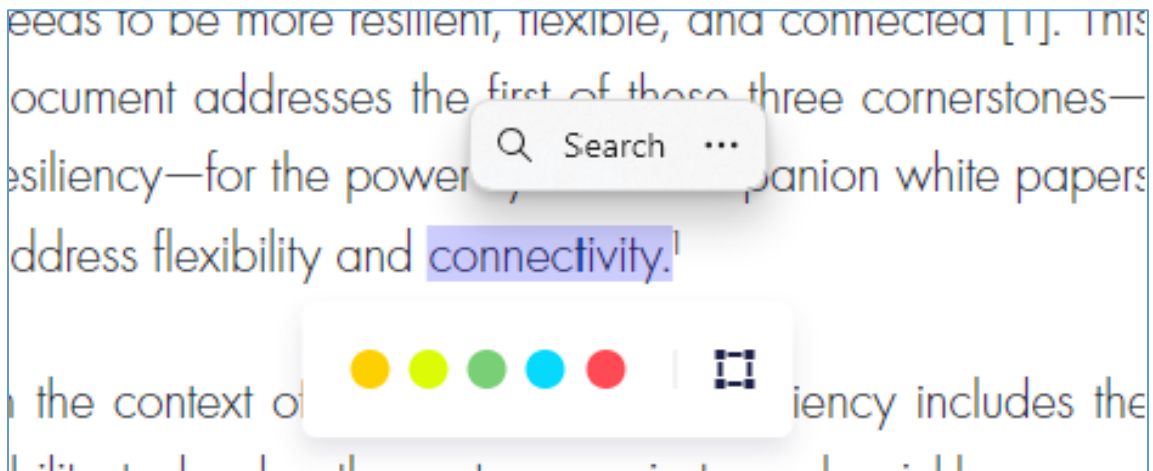 eeds to be more resilient, flexible, and connected [1]. This
ocument addresses the first of these three cornerstones—
esiliency—for the power panion white papers
ddress flexibility and connectivity.1
the context of iency includes the
Search